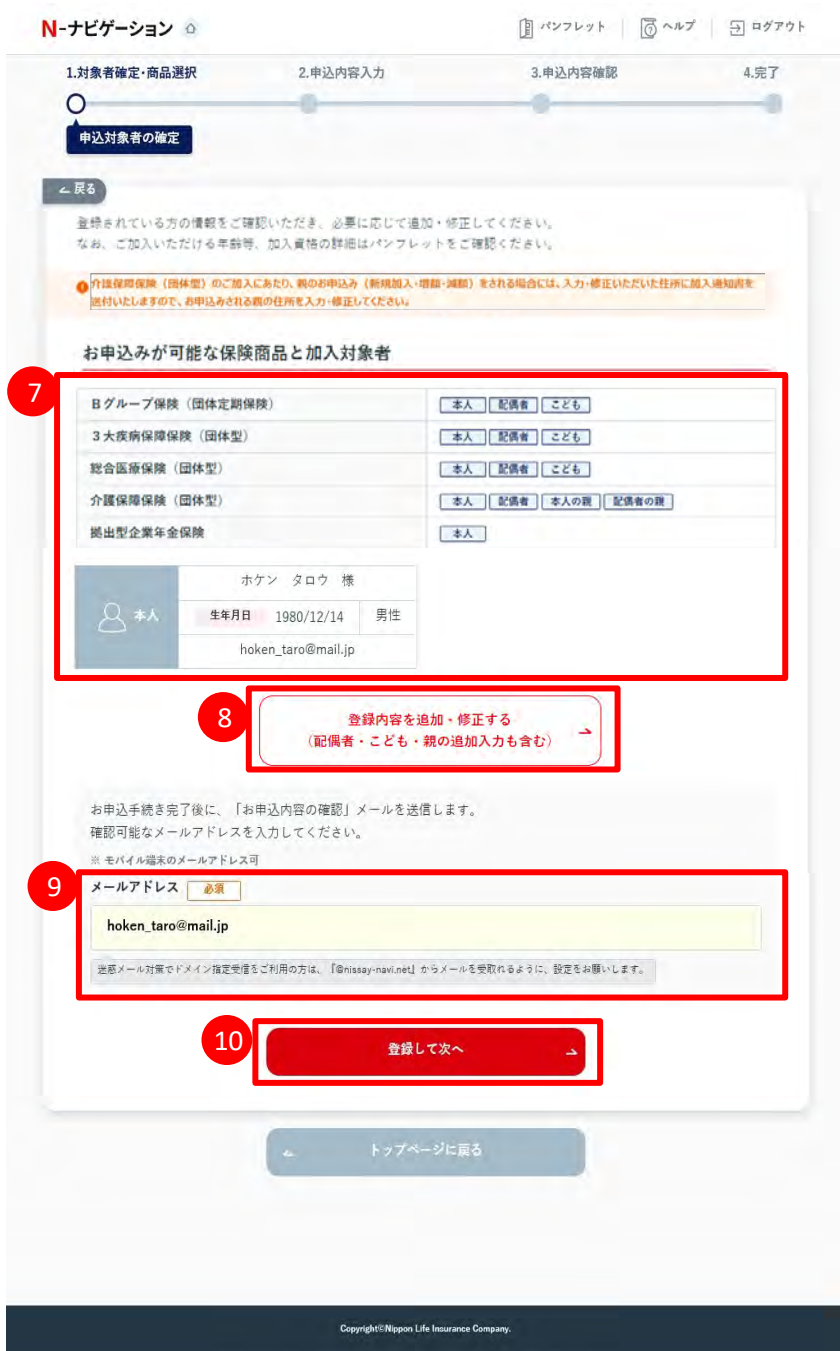 N-ナビゲーション
パンフレット
ヘルプ
ログアウト
1.対象者確定・商品選択
2.申込内容入力
3.申込内容確認
4.完了
申込対象者の確定
戻る
登録されている方の情報をご確認いただき、必要に応じて追加・修正してください。
なお、ご加入いただける年齢等、加入資格の詳細はパンフレットをご確認ください。
介護保障保険（団体型）のご加入にあたり、親のお申込み（新規加入・増額・減額）をされる場合には、入力・修正いただいた住所に加入通知書を
送付いたしますので、お申込みされる親の住所を入力・修正してください。
お申込みが可能な保険商品と加入対象者
7
Bグループ保険（団体定期保険） 本人 配偶者 こども
3大疾病保障保険（団体型） 本人 配偶者 こども
総合医療保険（団体型） 本人 配偶者 こども
介護保障保険（団体型） 本人 配偶者 本人の親 配偶者の親
拠出型企業年金保険 本人
本人
ホケン タロウ 様
生年月日 1980/12/14 男性
hoken_taro@mail.jp
8
登録内容を追加・修正する
（配偶者・こども・親の追加入力も含む）
お申込手続き完了後に、「お申込内容の確認」メールを送信します。
確認可能なメールアドレスを入力してください。
※ モバイル端末のメールアドレス可
9
メールアドレス 必須
hoken_taro@mail.jp
迷惑メール対策でドメイン指定受信をご利用の方は、『@nissay-navi.net』からメールを受取れるように、設定をお願いします。
10
登録して次へ
トップページに戻る
Copyright©Nippon Life Insurance Company.